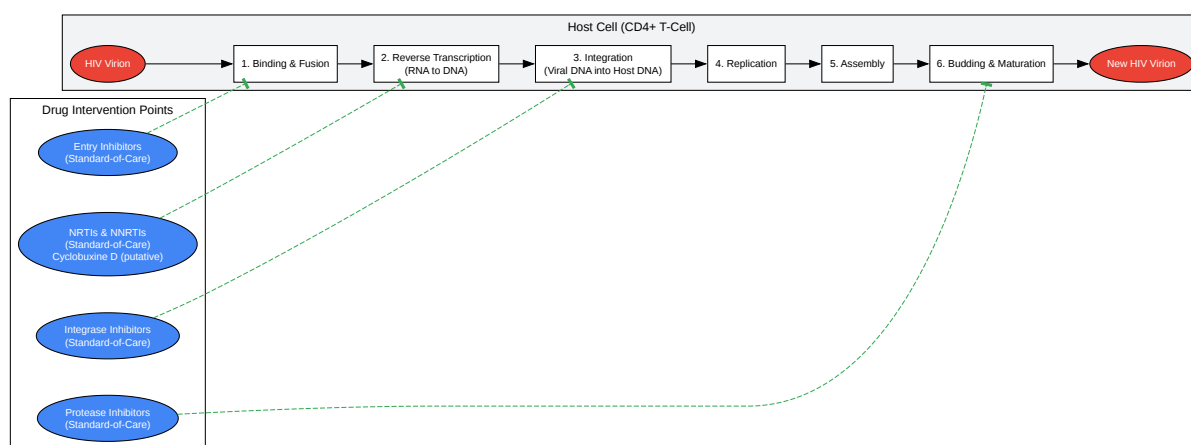 Host Cell (CD4+ T-Cell)
HIV Virion
1. Binding & Fusion
2. Reverse Transcription
(RNA to DNA)
3. Integration
(Viral DNA into Host DNA)
4. Replication
5. Assembly
6. Budding & Maturation
New HIV Virion
Drug Intervention Points
Entry Inhibitors
(Standard-of-Care)
NRTIs & NNRTIs
(Standard-of-Care)
Cyclobuxine D (putative)
Integrase Inhibitors
(Standard-of-Care)
Protease Inhibitors
(Standard-of-Care)